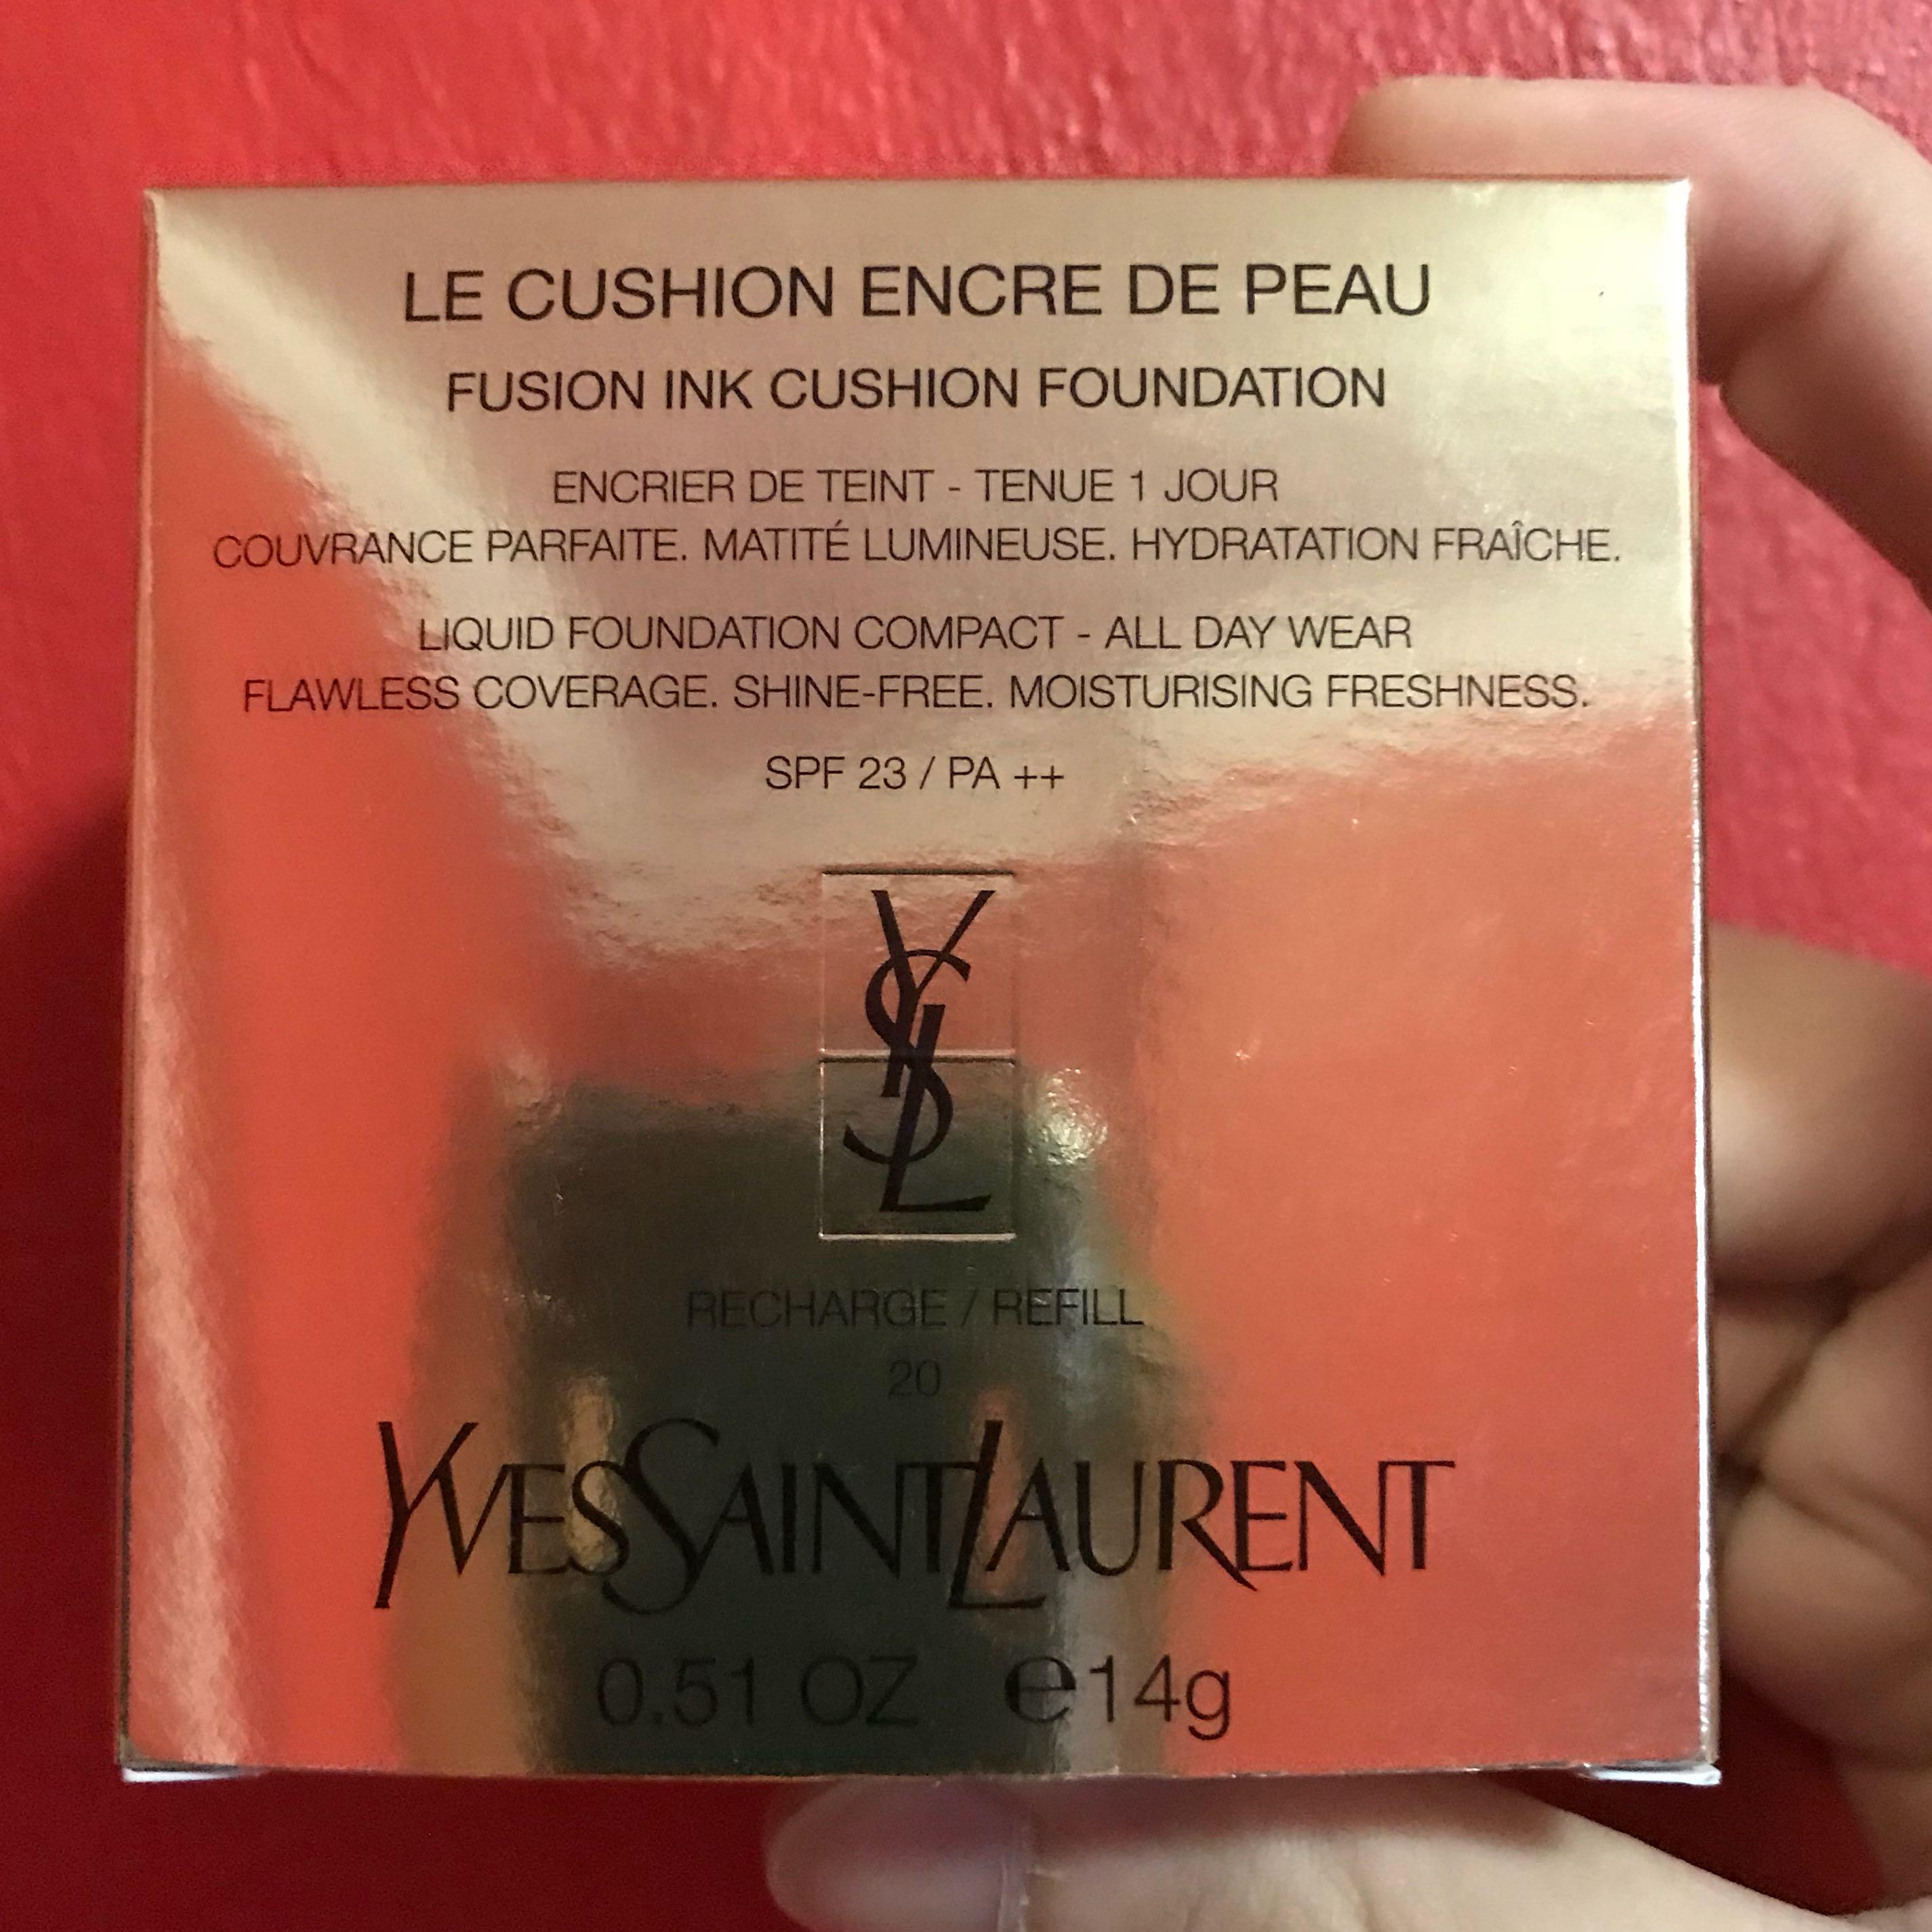 LE CUSHION ENCRE DE PEAU
FUSION INK CUSHION FOUNDATION
ENCRIER DE TEINT - TENUE 1 JOUR
COUVRANCE PARFAITE. MATITÉ LUMINEUSE. HYDRATATION FRAÎCHE.
LIQUID FOUNDATION COMPACT - ALL DAY WEAR
FLAWLESS COVERAGE. SHINE-FREE. MOISTURISING FRESHNESS.
SPF 23 / PA ++
YSL
RECHARGE / REFILL
20
YVESSAINTLAURENT
0.51 OZ ℮14g